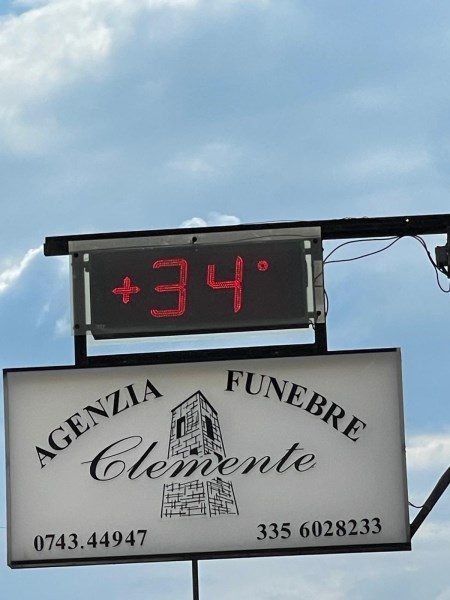 +34°
AGENZIA FUNEBRE
Clemente
0743.44947 335 6028233